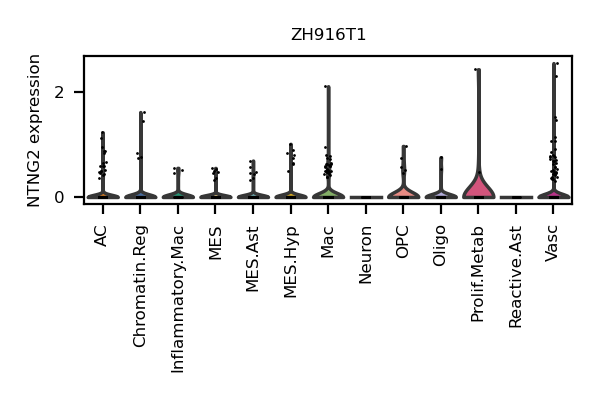 ZH916T1
NTNG2 expression
2
0
AC
Chromatin.Reg
Inflammatory.Mac
MES
MES.Ast
MES.Hyp
Mac
Neuron
OPC
Oligo
Prolif.Metab
Reactive.Ast
Vasc